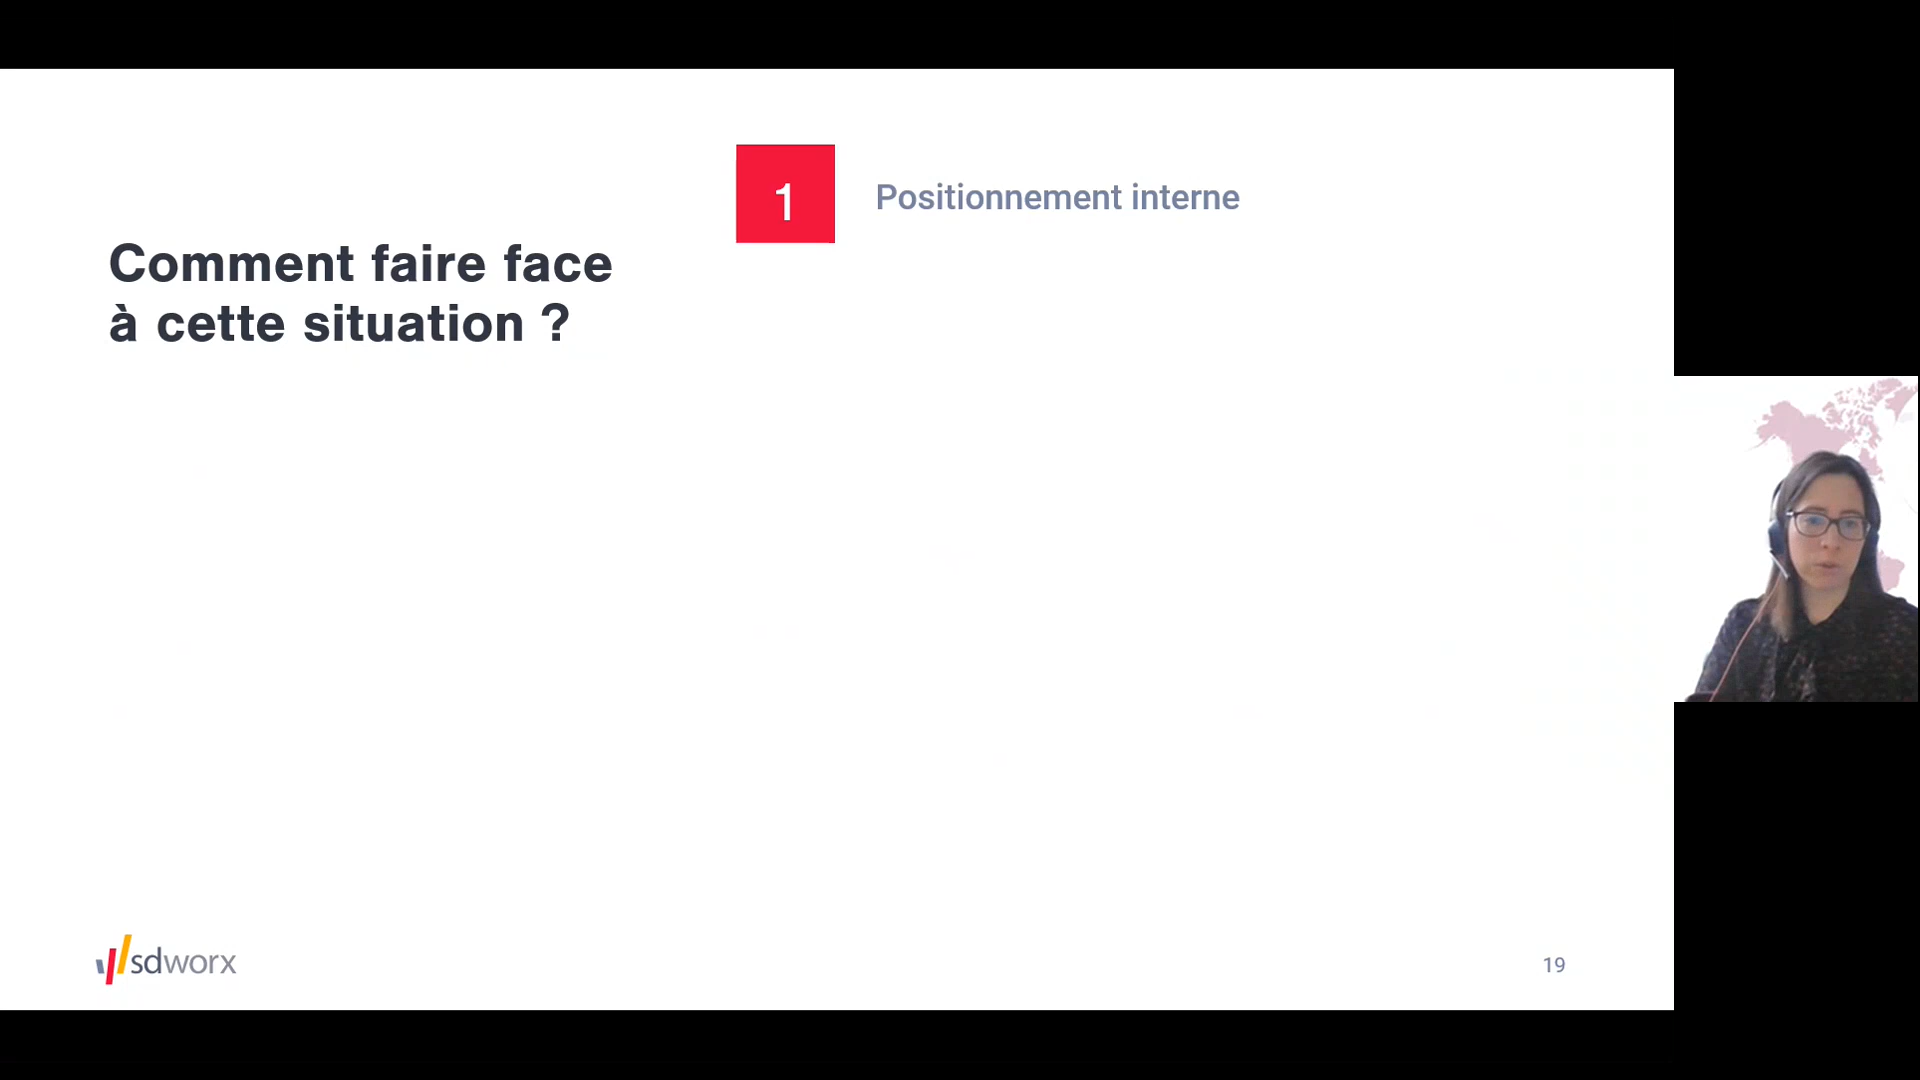 Comment faire face
à cette situation ?
1
Positionnement interne
sdworx
19